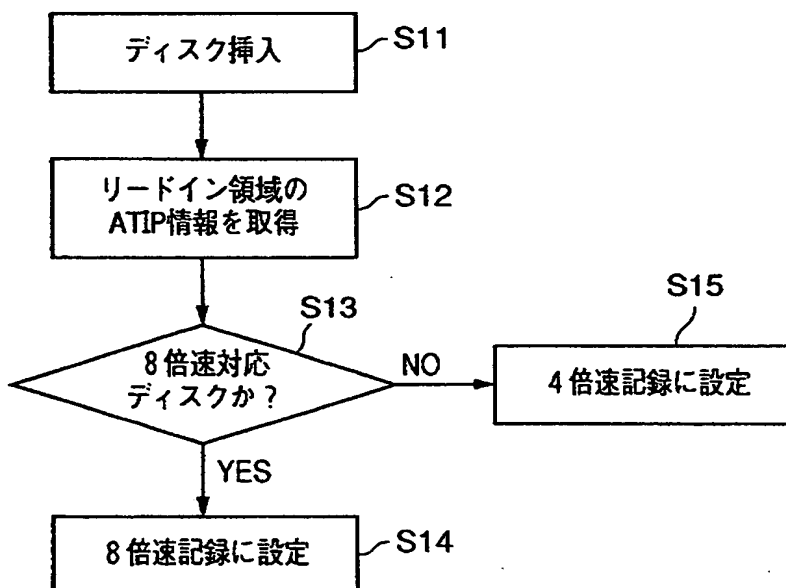 ディスク挿入
S11
リードイン領域の
ATIP情報を取得
S12
S13
8倍速対応
ディスクか?
NO
S15
4倍速記録に設定
YES
8倍速記録に設定
S14